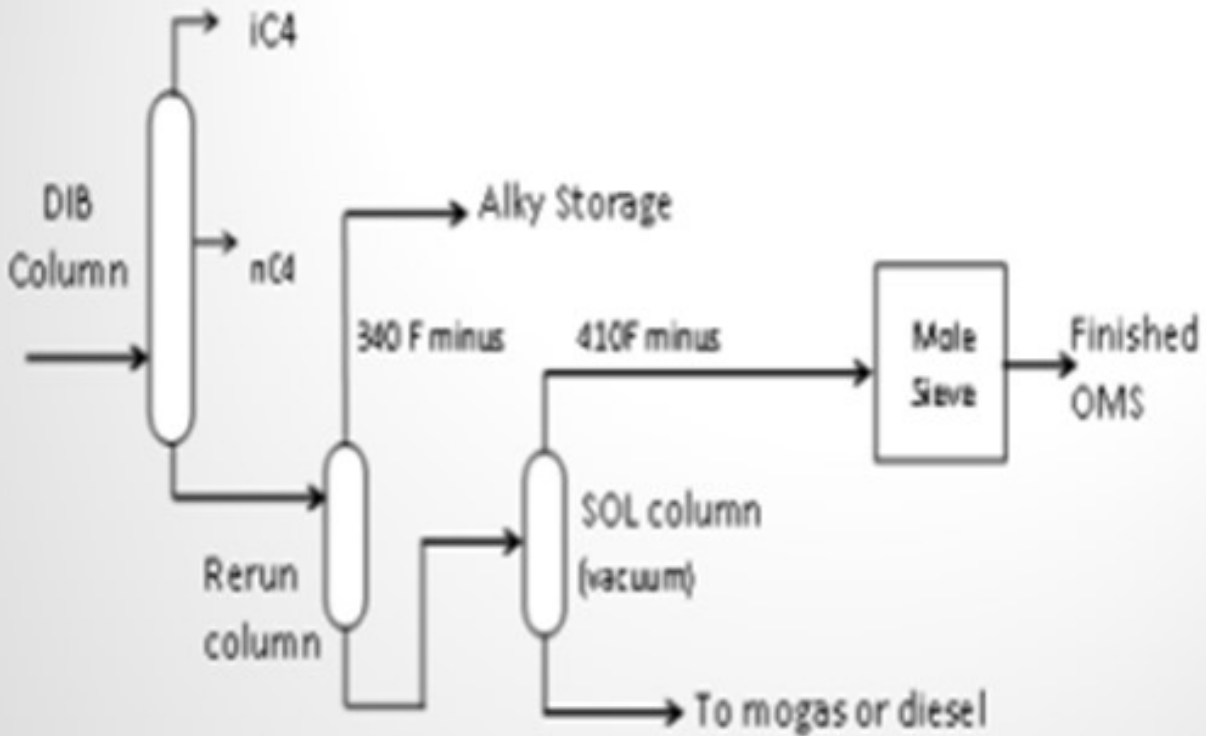 iC4
DIB
Column
nC4
Alky Storage
340 F minus
410F minus
Mole
Sieve
Finished
OMS
Rerun
column
SOL column
(vacuum)
To mogas or diesel